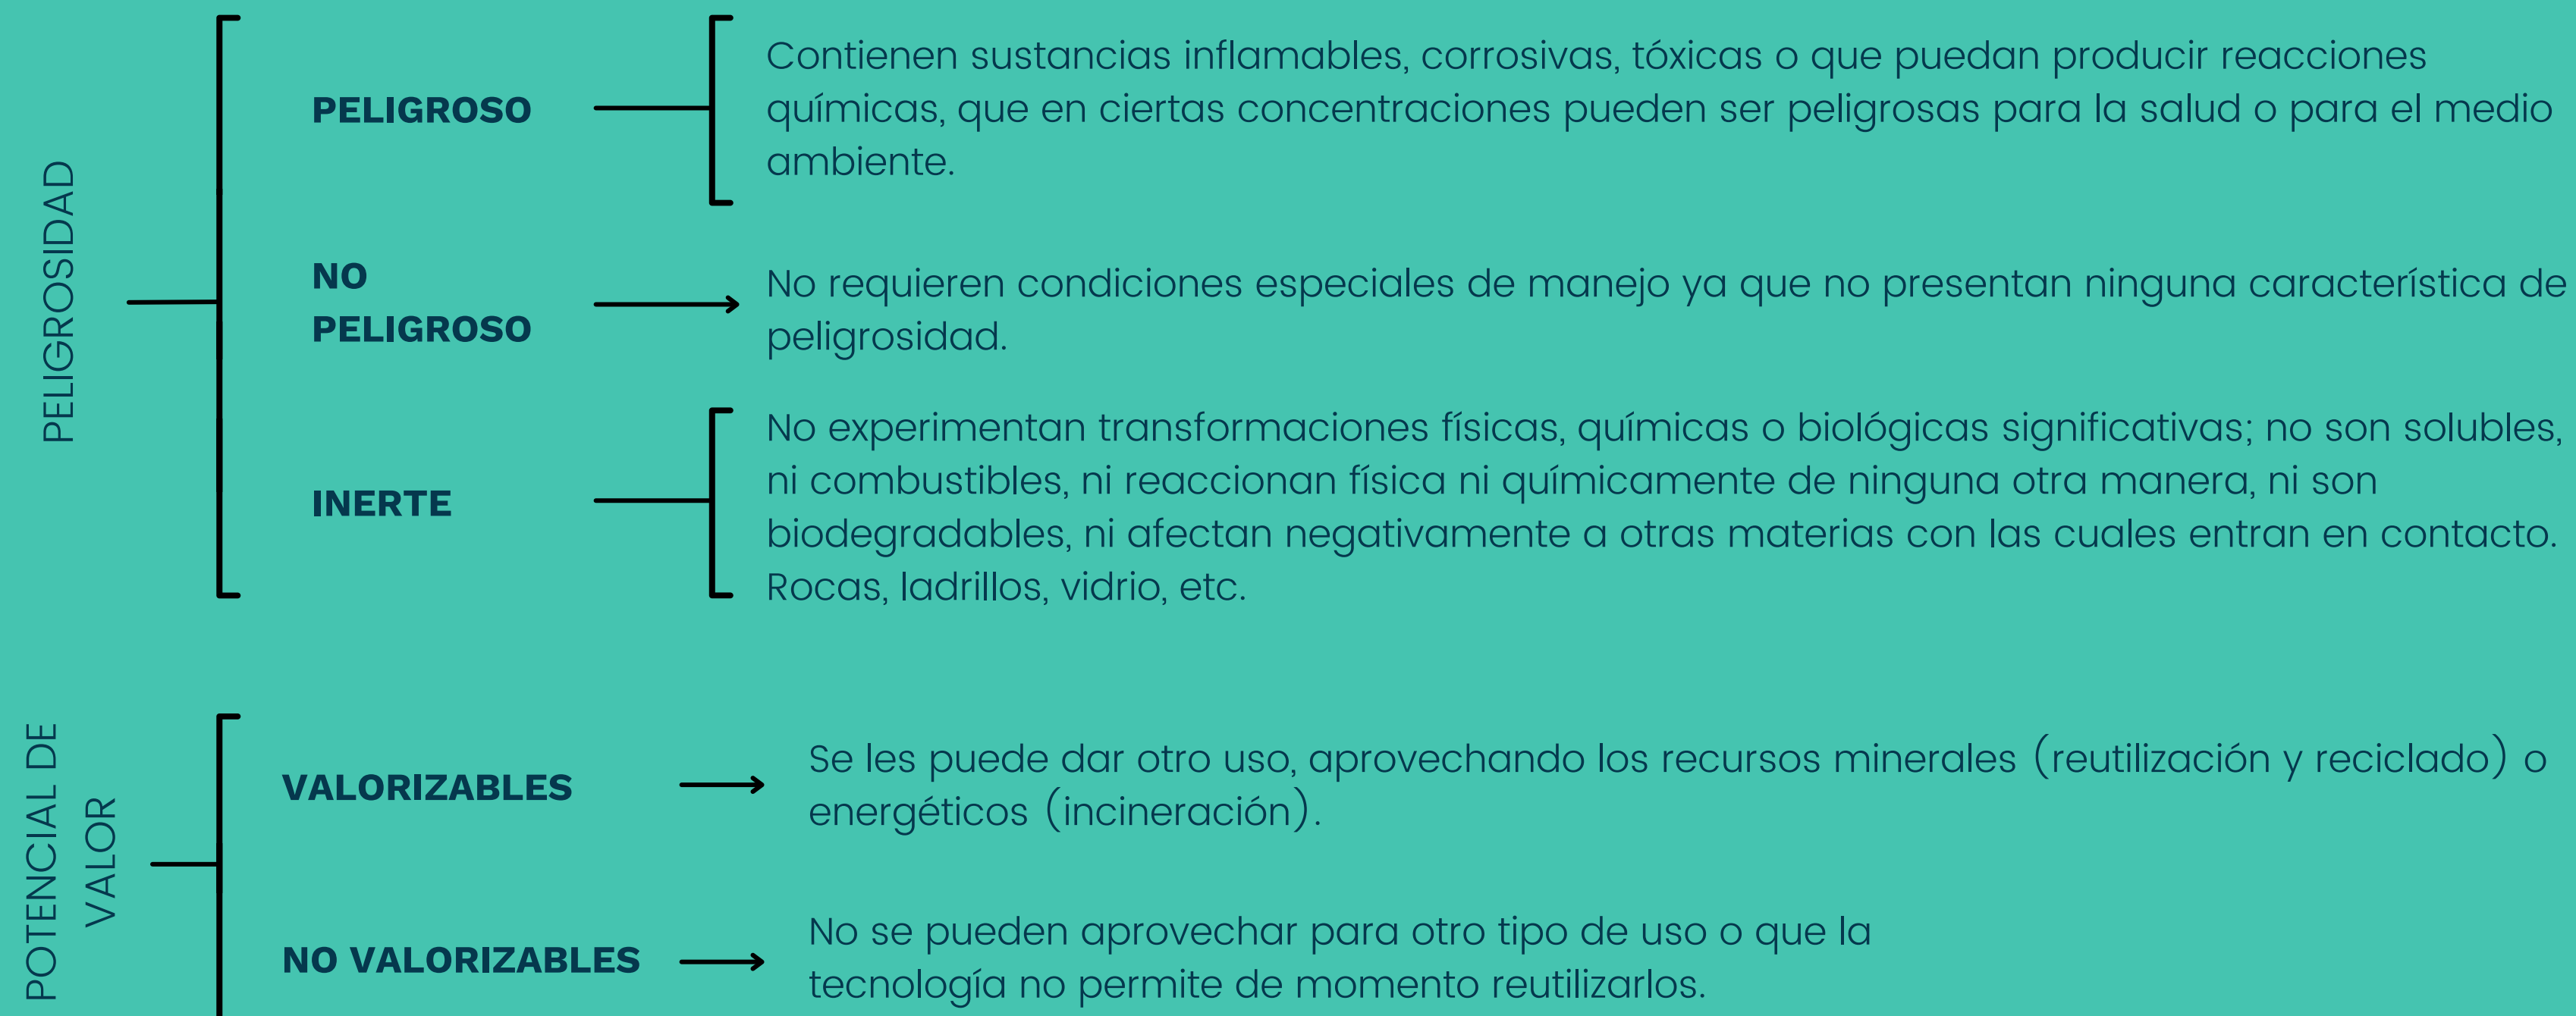 PELIGROSIDAD
PELIGROSO
Contienen sustancias inflamables, corrosivas, tóxicas o que puedan producir reacciones
químicas, que en ciertas concentraciones pueden ser peligrosas para la salud o para el medio
ambiente.
NO
PELIGROSO
No requieren condiciones especiales de manejo ya que no presentan ninguna característica de
peligrosidad.
INERTE
No experimentan transformaciones físicas, químicas o biológicas significativas; no son solubles,
ni combustibles, ni reaccionan física ni químicamente de ninguna otra manera, ni son
biodegradables, ni afectan negativamente a otras materias con las cuales entran en contacto.
Rocas, ladrillos, vidrio, etc.
POTENCIAL DE
VALOR
VALORIZABLES
Se les puede dar otro uso, aprovechando los recursos minerales (reutilización y reciclado) o
energéticos (incineración).
NO VALORIZABLES
No se pueden aprovechar para otro tipo de uso o que la
tecnología no permite de momento reutilizarlos.